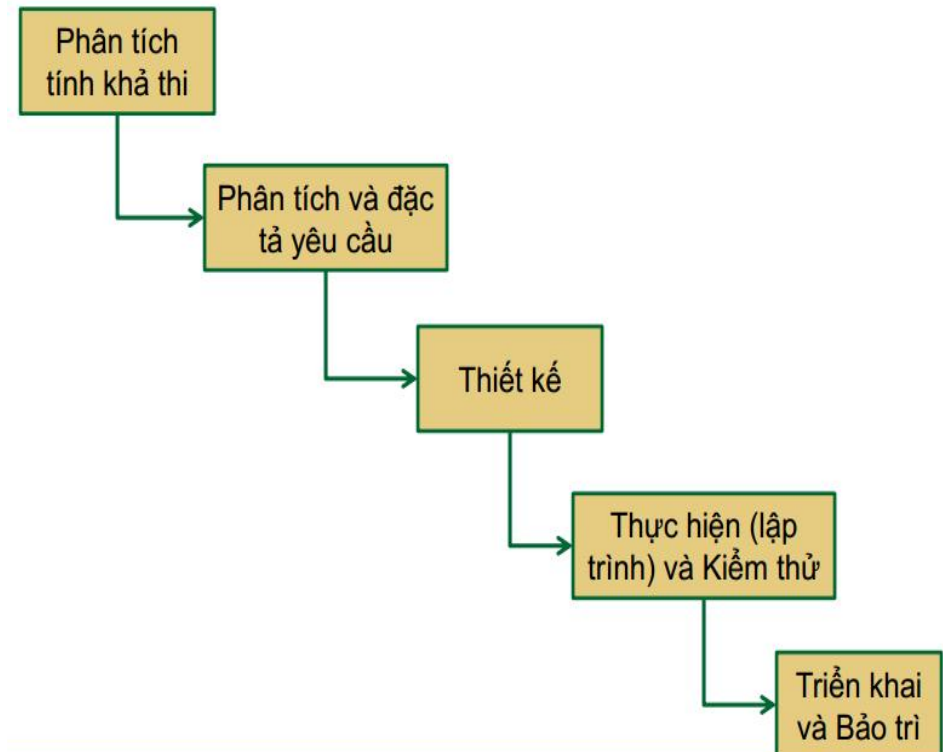 Phân tích
tính khả thi
Phân tích và đặc
tả yêu cầu
Thiết kế
Thực hiện (lập
trình) và Kiểm thử
Triển khai
và Bảo trì